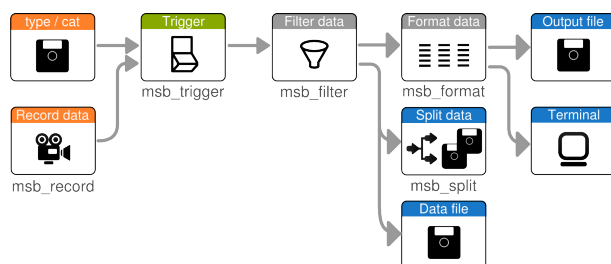 type / cat
Trigger
Filter data
Format data
Output file
msb_trigger
msb_filter
msb_format
Record data
Split data
Terminal
msb_record
msb_split
Data file